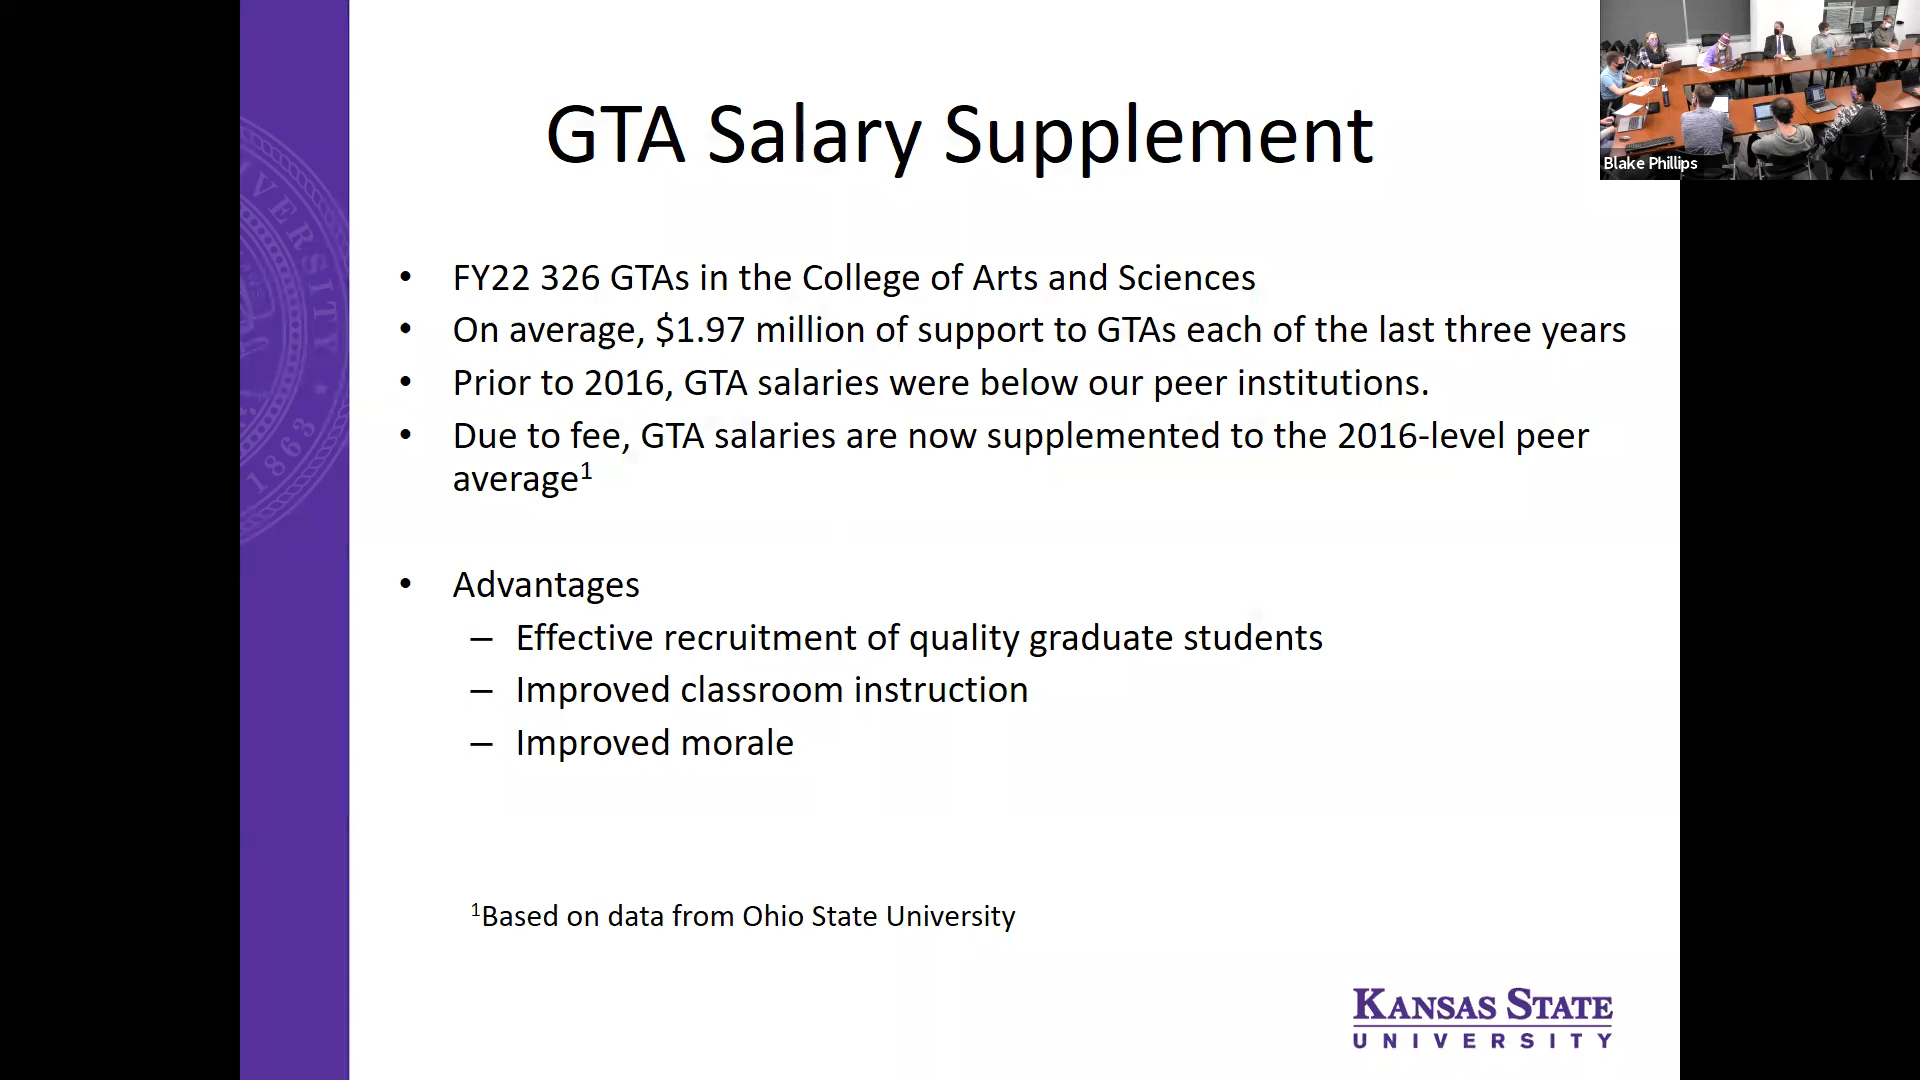 GTA Salary Supplement
Blake Phillips
• FY22 326 GTAs in the College of Arts and Sciences
• On average, $1.97 million of support to GTAs each of the last three years
• Prior to 2016, GTA salaries were below our peer institutions.
• Due to fee, GTA salaries are now supplemented to the 2016-level peer
average¹
• Advantages
– Effective recruitment of quality graduate students
– Improved classroom instruction
– Improved morale
¹Based on data from Ohio State University
KANSAS STATE
UNIVERSITY
VERSITY
1863